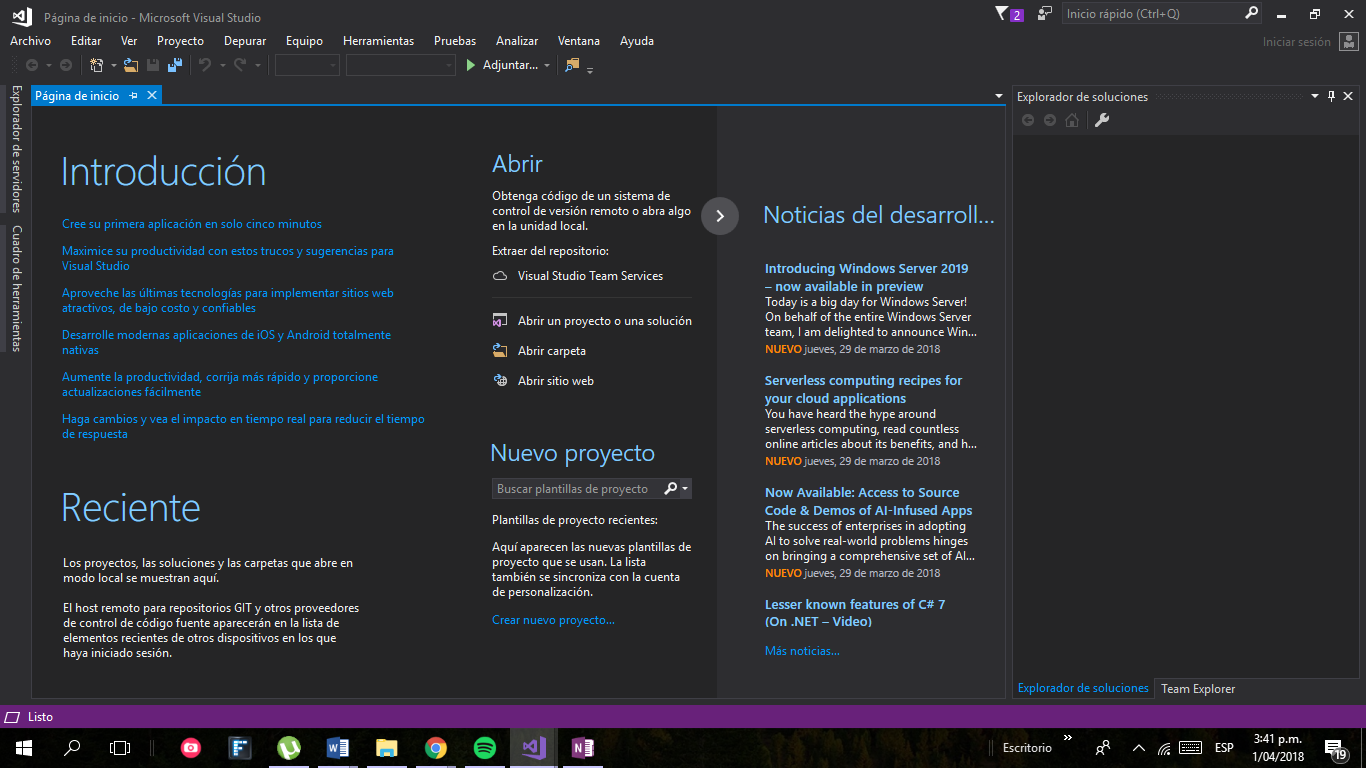 Página de inicio - Microsoft Visual Studio
2
Inicio rápido (Ctrl+Q)
Archivo Editar Ver Proyecto Depurar Equipo Herramientas Pruebas Analizar Ventana Ayuda
Iniciar sesión
Adjuntar...
Explorador de servidores
Cuadro de herramientas
Página de inicio
Introducción
Cree su primera aplicación en solo cinco minutos
Maximice su productividad con estos trucos y sugerencias para
Visual Studio
Aproveche las últimas tecnologías para implementar sitios web
atractivos, de bajo costo y confiables
Desarrolle modernas aplicaciones de iOS y Android totalmente
nativas
Aumente la productividad, corrija más rápido y proporcione
actualizaciones fácilmente
Haga cambios y vea el impacto en tiempo real para reducir el tiempo
de respuesta
Reciente
Los proyectos, las soluciones y las carpetas que abre en
modo local se muestran aquí.
El host remoto para repositorios GIT y otros proveedores
de control de código fuente aparecerán en la lista de
elementos recientes de otros dispositivos en los que
haya iniciado sesión.
Abrir
Obtenga código de un sistema de
control de versión remoto o abra algo
en la unidad local.
Extraer del repositorio:
Visual Studio Team Services
Abrir un proyecto o una solución
Abrir carpeta
Abrir sitio web
Nuevo proyecto
Buscar plantillas de proyecto
Plantillas de proyecto recientes:
Aquí aparecen las nuevas plantillas de
proyecto que se usan. La lista
también se sincroniza con la cuenta
de personalización.
Crear nuevo proyecto...
Noticias del desarroll...
Introducing Windows Server 2019
– now available in preview
Today is a big day for Windows Server!
On behalf of the entire Windows Server
team, I am delighted to announce Win...
NUEVO jueves, 29 de marzo de 2018
Serverless computing recipes for
your cloud applications
You have heard the hype around
serverless computing, read countless
online articles about its benefits, and h...
NUEVO jueves, 29 de marzo de 2018
Now Available: Access to Source
Code & Demos of AI-Infused Apps
The success of enterprises in adopting
AI to solve real-world problems hinges
on bringing a comprehensive set of AI...
NUEVO jueves, 29 de marzo de 2018
Lesser known features of C# 7
(On .NET – Video)
Más noticias...
Explorador de soluciones
Explorador de soluciones Team Explorer
Listo
Escritorio
ESP
3:41 p.m.
1/04/2018
19